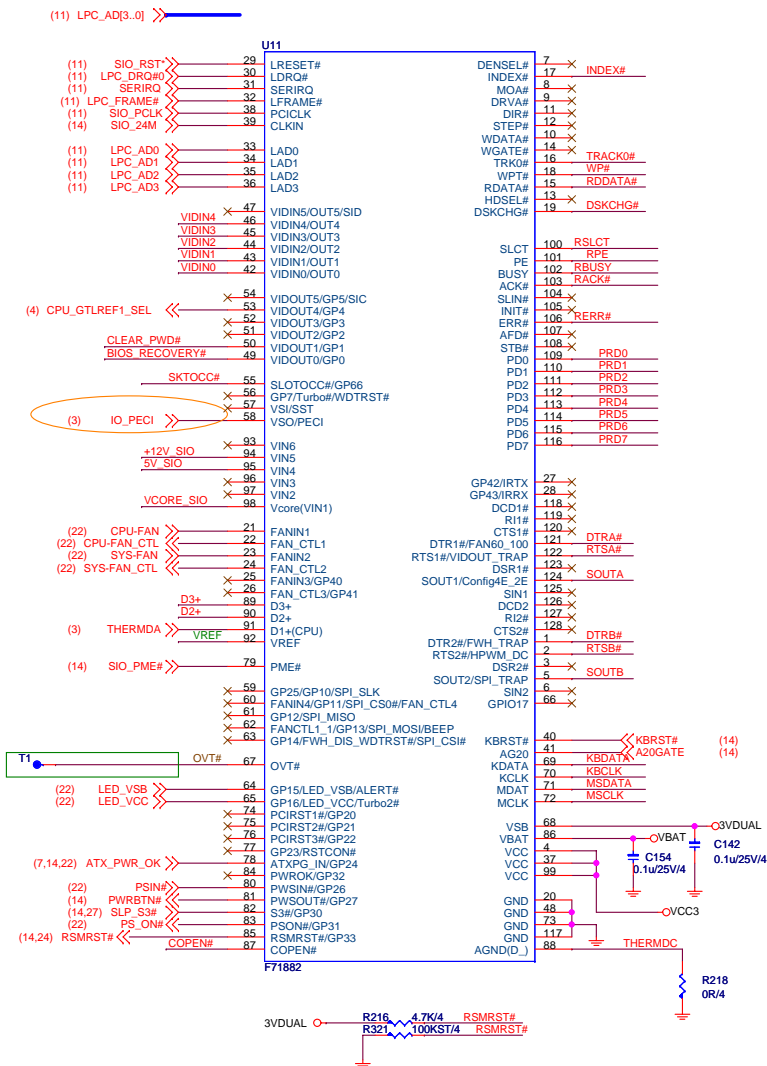 (11) LPC_AD[3..0]
U11
(11) SIO_RST* 29 LRESET#
(11) LPC_DRQ#0 30 LDRQ#
(11) SERIRQ 31 SERIRQ
(11) LPC_FRAME# 32 LFRAME#
(11) SIO_PCLK 38 PCICLK
(14) SIO_24M 39 CLKIN
(11) LPC_AD0 33 LAD0
(11) LPC_AD1 34 LAD1
(11) LPC_AD2 35 LAD2
(11) LPC_AD3 36 LAD3
47 VIDIN5/OUT5/SID
VIDIN4 46 VIDIN4/OUT4
VIDIN3 45 VIDIN3/OUT3
VIDIN2 44 VIDIN2/OUT2
VIDIN1 43 VIDIN1/OUT1
VIDIN0 42 VIDIN0/OUT0
54 VIDOUT5/GP5/SIC
(4) CPU_GTLREF1_SEL 53 VIDOUT4/GP4
52 VIDOUT3/GP3
51 VIDOUT2/GP2
CLEAR_PWD# 50 VIDOUT1/GP1
BIOS_RECOVERY# 49 VIDOUT0/GP0
SKTOCC# 55 SLOTOCC#/GP66
56 GP7/Turbo#/WDTRST#
57 VSI/SST
(3) IO_PECI 58 VSO/PECI
93 VIN6
+12V_SIO 94 VIN5
5V_SIO 95 VIN4
96 VIN3
97 VIN2
VCORE_SIO 98 Vcore(VIN1)
(22) CPU-FAN 21 FANIN1
(22) CPU-FAN_CTL 22 FAN_CTL1
(22) SYS-FAN 23 FANIN2
(22) SYS-FAN_CTL 24 FAN_CTL2
25 FANIN3/GP40
26 FAN_CTL3/GP41
D3+ 89 D3+
D2+ 90 D2+
(3) THERMDA 91 D1+(CPU)
VREF 92 VREF
(14) SIO_PME# 79 PME#
59 GP25/GP10/SPI_SLK
60 FANIN4/GP11/SPI_CS0#/FAN_CTL4
61 GP12/SPI_MISO
62 FANCTL1_1/GP13/SPI_MOSI/BEEP
63 GP14/FWH_DIS_WDTRST#/SPI_CSI#
T1 OVT# 67 OVT#
(22) LED_VSB 64 GP15/LED_VSB/ALERT#
(22) LED_VCC 65 GP16/LED_VCC/Turbo2#
74 PCIRST1#/GP20
75 PCIRST2#/GP21
76 PCIRST3#/GP22
77 GP23/RSTCON#
(7,14,22) ATX_PWR_OK 78 ATXPG_IN/GP24
84 PWROK/GP32
(22) PSIN# 80 PWSIN#/GP26
(14) PWRBTN# 81 PWSOUT#/GP27
(14,27) SLP_S3# 82 S3#/GP30
(22) PS_ON# 83 PSON#/GP31
(14,24) RSMRST# 85 RSMRST#/GP33
COPEN# 87 COPEN#
F71882
DENSEL# 7
INDEX# 17 INDEX#
MOA# 8
DRVA# 9
DIR# 11
STEP# 12
WDATA# 10
WGATE# 14
TRK0# 16 TRACK0#
WPT# 18 WP#
RDATA# 15 RDDATA#
HDSEL# 13
DSKCHG# 19 DSKCHG#
SLCT 100 RSLCT
PE 101 RPE
BUSY 102 RBUSY
ACK# 103 RACK#
SLIN# 104
INIT# 105
ERR# 106 RERR#
AFD# 107
STB# 108
PD0 109 PRD0
PD1 110 PRD1
PD2 111 PRD2
PD3 112 PRD3
PD4 113 PRD4
PD5 114 PRD5
PD6 115 PRD6
PD7 116 PRD7
GP42/IRTX 27
GP43/IRRX 28
DCD1# 118
RI1# 119
CTS1# 120
DTR1#/FAN60_100 121 DTRA#
RTS1#/VIDOUT_TRAP 122 RTSA#
DSR1# 123
SOUT1/Config4E_2E 124 SOUTA
SIN1 125
DCD2 126
RI2# 127
CTS2# 128
DTR2#/FWH_TRAP 1 DTRB#
RTS2#/HPWM_DC 2 RTSB#
DSR2# 3
SOUT2/SPI_TRAP 5 SOUTB
SIN2 6
GPIO17 66
KBRST# 40 KBRST# (14)
AG20 41 A20GATE (14)
KDATA 69 KBDATA
KCLK 70 KBCLK
MDAT 71 MSDATA
MCLK 72 MSCLK
VSB 68 3VDUAL
VBAT 86 VBAT
VCC 4
VCC 37
VCC 99
C154
0.1u/25V/4
C142
0.1u/25V/4
VCC3
GND 20
GND 48
GND 73
GND 117
AGND(D_) 88 THERMDC
R218
0R/4
3VDUAL R216 4.7K/4 RSMRST#
R321 100KST/4 RSMRST#